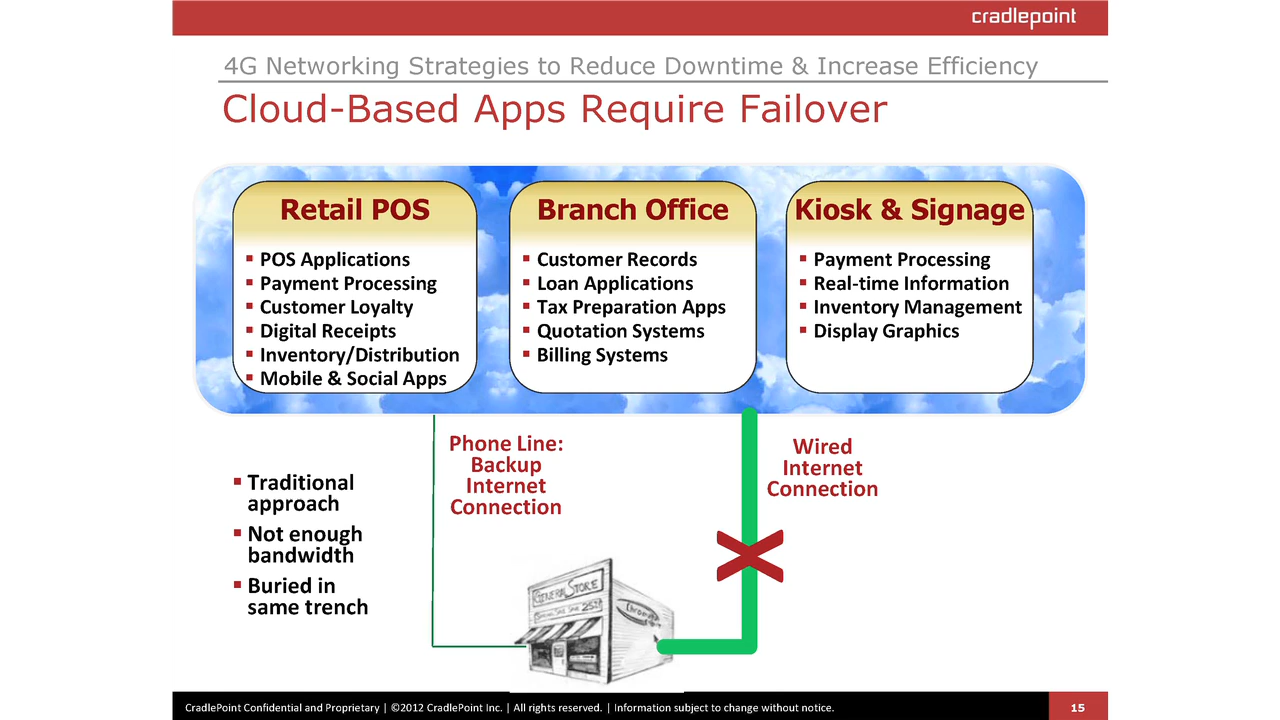 cradlepoint
4G Networking Strategies to Reduce Downtime & Increase Efficiency
Cloud-Based Apps Require Failover
Retail POS
▪ POS Applications
▪ Payment Processing
▪ Customer Loyalty
▪ Digital Receipts
▪ Inventory/Distribution
▪ Mobile & Social Apps
Branch Office
▪ Customer Records
▪ Loan Applications
▪ Tax Preparation Apps
▪ Quotation Systems
▪ Billing Systems
Kiosk & Signage
▪ Payment Processing
▪ Real-time Information
▪ Inventory Management
▪ Display Graphics
▪ Traditional
approach
▪ Not enough
bandwidth
▪ Buried in
same trench
Phone Line:
Backup
Internet
Connection
Wired
Internet
Connection
GENERAL STORE
CradlePoint Confidential and Proprietary | ©2012 CradlePoint Inc. | All rights reserved. | Information subject to change without notice.
15